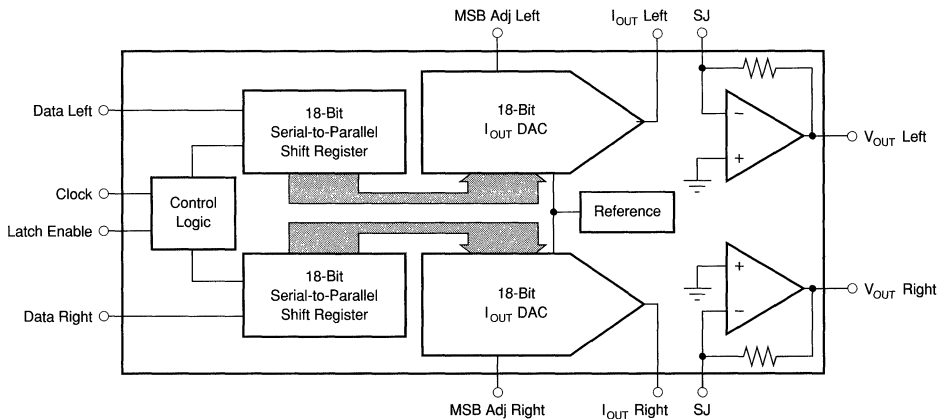 MSB Adj Left
I_OUT Left
SJ
Data Left
18-Bit
Serial-to-Parallel
Shift Register
18-Bit
I_OUT DAC
−
+
V_OUT Left
Clock
Latch Enable
Control
Logic
Reference
Data Right
18-Bit
Serial-to-Parallel
Shift Register
18-Bit
I_OUT DAC
+
−
V_OUT Right
MSB Adj Right
I_OUT Right
SJ